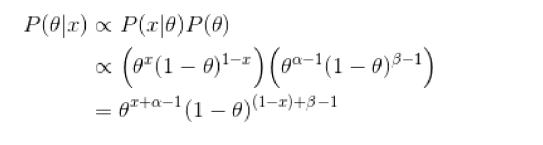 P(θ|x) ∝ P(x|θ)P(θ)
∝ (θ^x(1 − θ)^{1−x})(θ^{α−1}(1 − θ)^{β−1})
= θ^{x+α−1}(1 − θ)^{(1−x)+β−1}